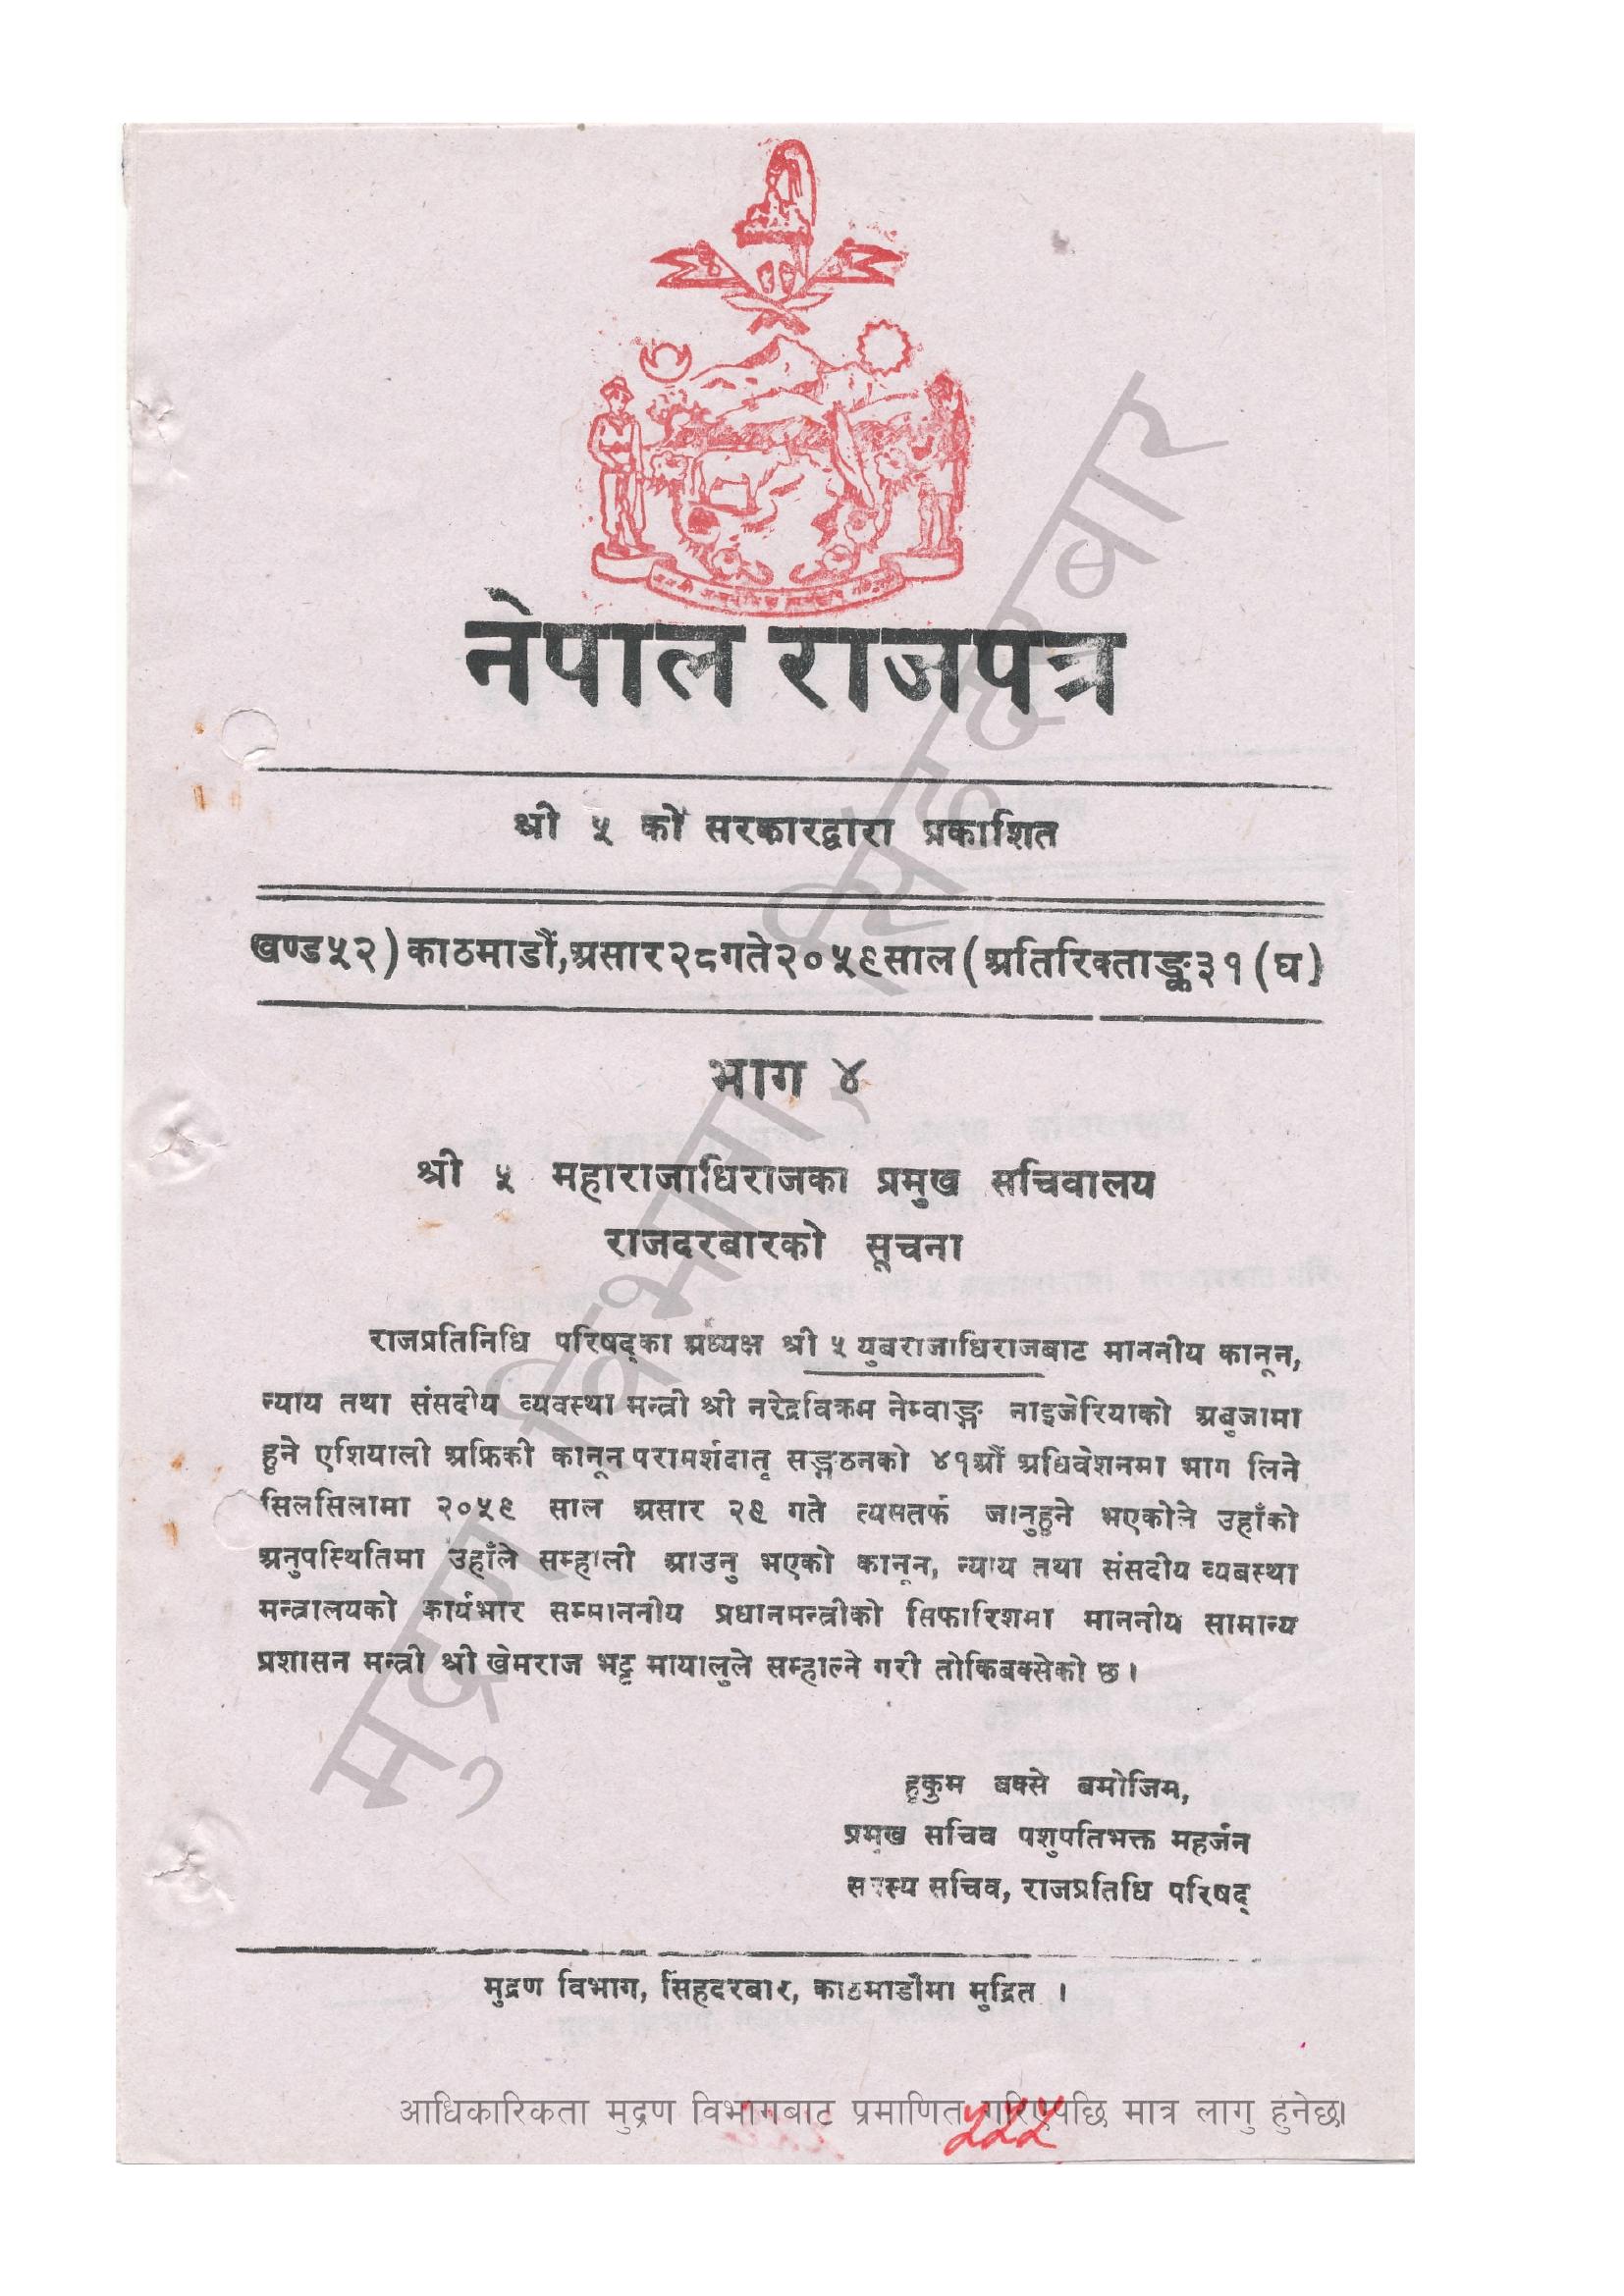 नेपाल राजपत्र
श्री ५ को सरकारद्वारा प्रकाशित
खण्ड ५२) काठमाडौं, असार २८ गते २०५९ साल (अतिरिक्ताङ्क ३१ (घ)
भाग ४
श्री ५ महाराजाधिराजका प्रमुख सचिवालय
राजदरबारको सूचना
राजप्रतिनिधि परिषद्का अध्यक्ष श्री ५ युबराजाधिराजबाट माननीय कानून,
न्याय तथा संसदीय व्यवस्था मन्त्री श्री नरेद्रविक्रम नेम्वाङ्ग नाइजेरियाको अबुजामा
हुने एशियाली अफ्रिकी कानून परामर्शदातृ सङ्गठनको ४१औं अधिवेशनमा भाग लिने
सिलसिलामा २०५९ साल असार २९ गते त्यसतर्फ जानुहुने भएकोले उहाँको
अनुपस्थितिमा उहाँले सम्हाली आउनु भएको कानून, न्याय तथा संसदीय व्यबस्था
मन्त्रालयको कार्यभार सम्माननीय प्रधानमन्त्रीको सिफारिशमा माननीय सामान्य
प्रशासन मन्त्री श्री खेमराज भट्ट मायालुले सम्हाल्ने गरी तोकिबक्सेको छ।
हुकुम बक्से बमोजिम,
प्रमुख सचिव पशुपतिभक्त महर्जन
सदस्य सचिव, राजप्रतिधि परिषद्
मुद्रण विभाग, सिंहदरबार, काठमाडौंमा मुद्रित ।
मुद्रण विभाग, सिंहदरबार
आधिकारिकता मुद्रण विभागबाट प्रमाणित गरिएपछि मात्र लागु हुनेछ।